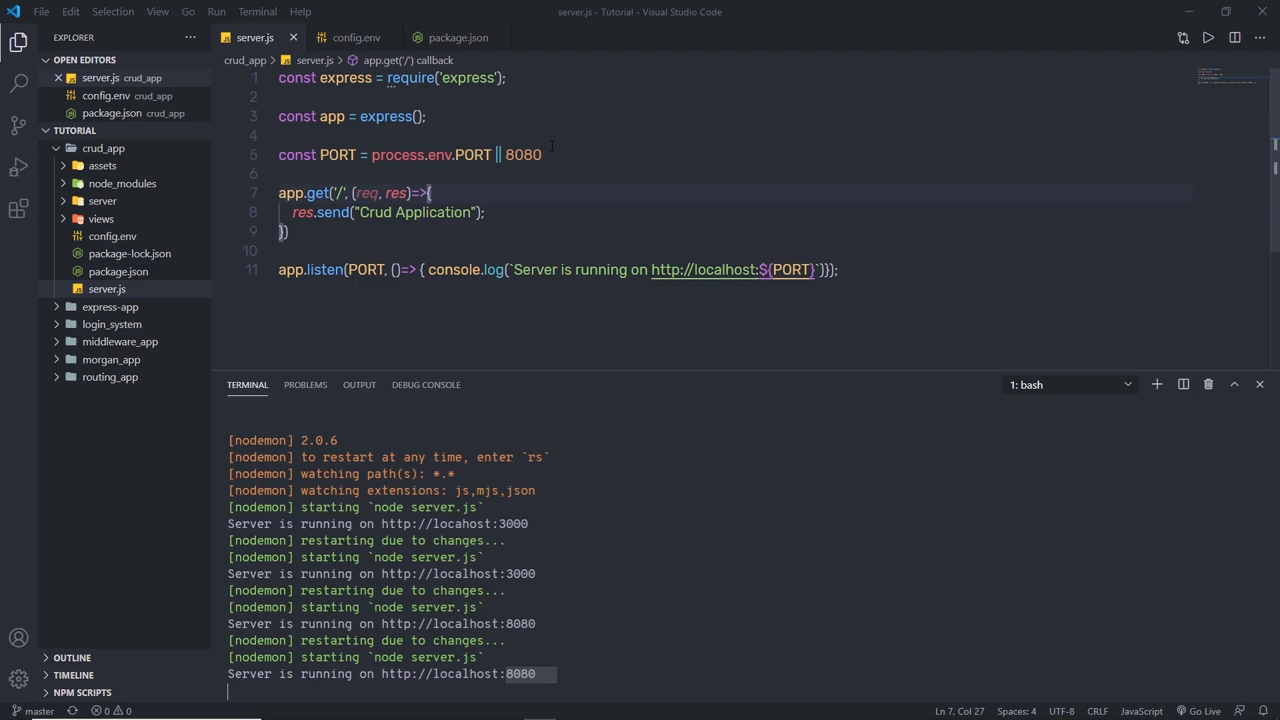 File Edit Selection View Go Run Terminal Help
server.js - Tutorial - Visual Studio Code
EXPLORER
OPEN EDITORS
server.js crud_app
config.env crud_app
package.json crud_app
TUTORIAL
crud_app
assets
node_modules
server
views
config.env
package-lock.json
package.json
server.js
express-app
login_system
middleware_app
morgan_app
routing_app
OUTLINE
TIMELINE
NPM SCRIPTS
server.js config.env package.json
crud_app server.js app.get('/') callback
1 const express = require('express');
2
3 const app = express();
4
5 const PORT = process.env.PORT || 8080
6
7 app.get('/', (req, res)=>{
8 res.send("Crud Application");
9 })
10
11 app.listen(PORT, ()=> { console.log(`Server is running on http://localhost:${PORT}`)});
TERMINAL PROBLEMS OUTPUT DEBUG CONSOLE
1: bash
[nodemon] 2.0.6
[nodemon] to restart at any time, enter `rs`
[nodemon] watching path(s): *.*
[nodemon] watching extensions: js,mjs,json
[nodemon] starting `node server.js`
Server is running on http://locahost:3000
[nodemon] restarting due to changes...
[nodemon] starting `node server.js`
Server is running on http://localhost:3000
[nodemon] restarting due to changes...
[nodemon] starting `node server.js`
Server is running on http://localhost:8080
[nodemon] restarting due to changes...
[nodemon] starting `node server.js`
Server is running on http://localhost:8080
master 0 0 Ln 7, Col 27 Spaces: 4 UTF-8 CRLF JavaScript Go Live